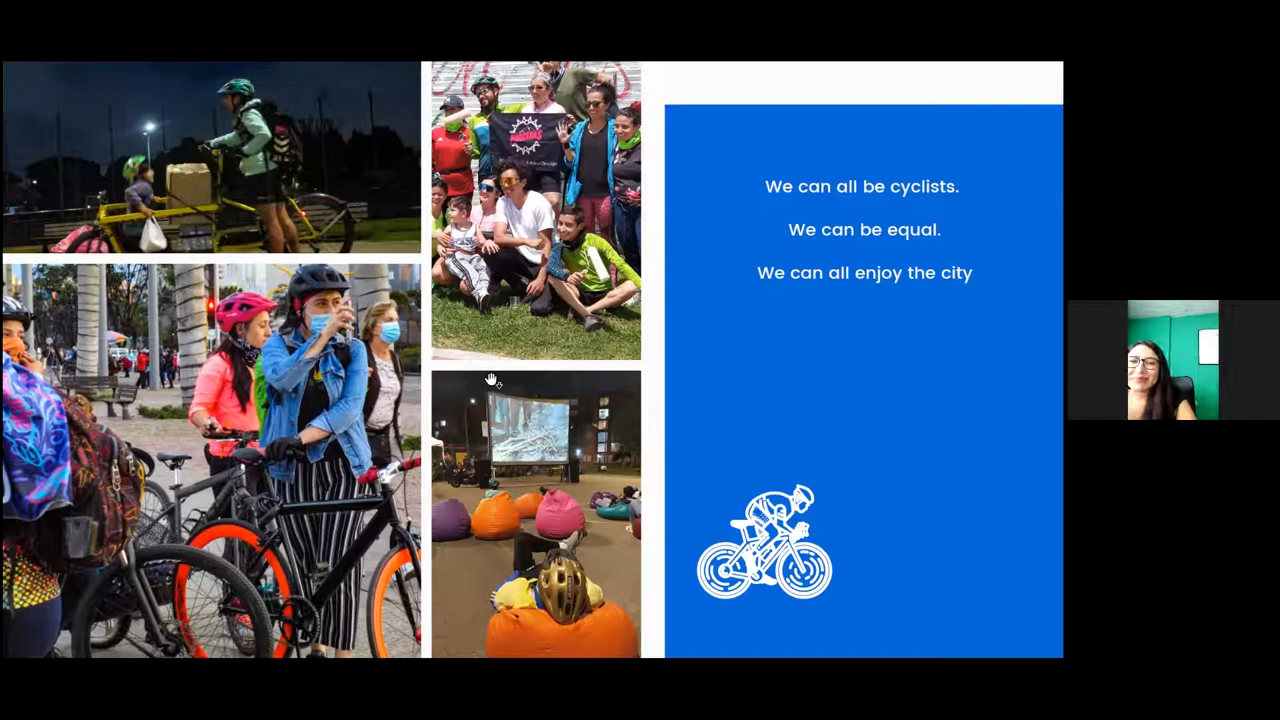 We can all be cyclists.
We can be equal.
We can all enjoy the city